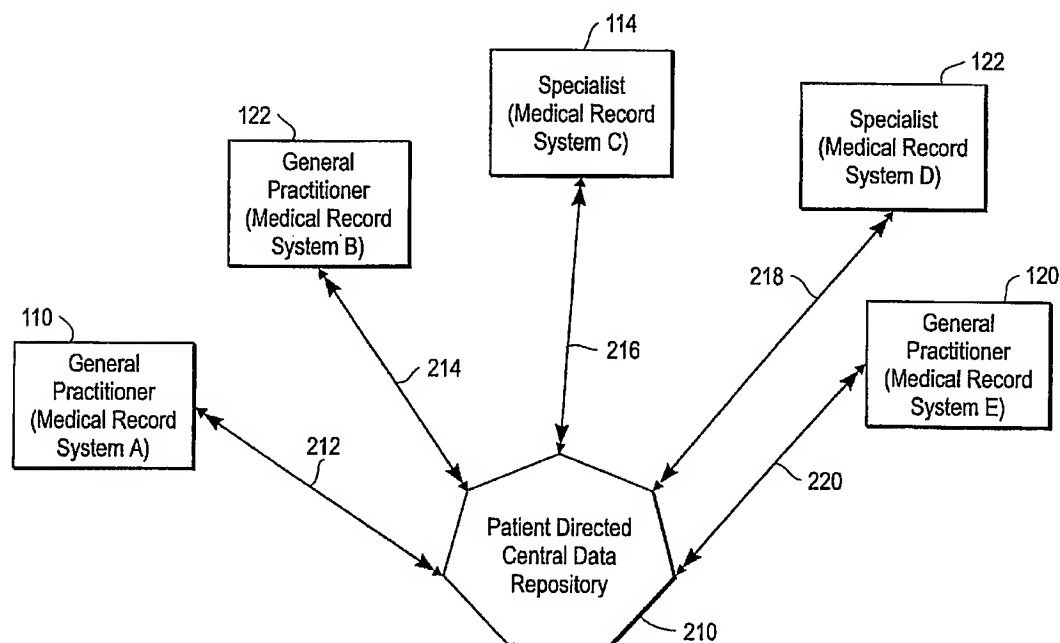 114
Specialist
(Medical Record
System C)
122
Specialist
(Medical Record
System D)
122
General
Practitioner
(Medical Record
System B)
110
General
Practitioner
(Medical Record
System A)
120
General
Practitioner
(Medical Record
System E)
212
214
216
218
220
Patient Directed
Central Data
Repository
210